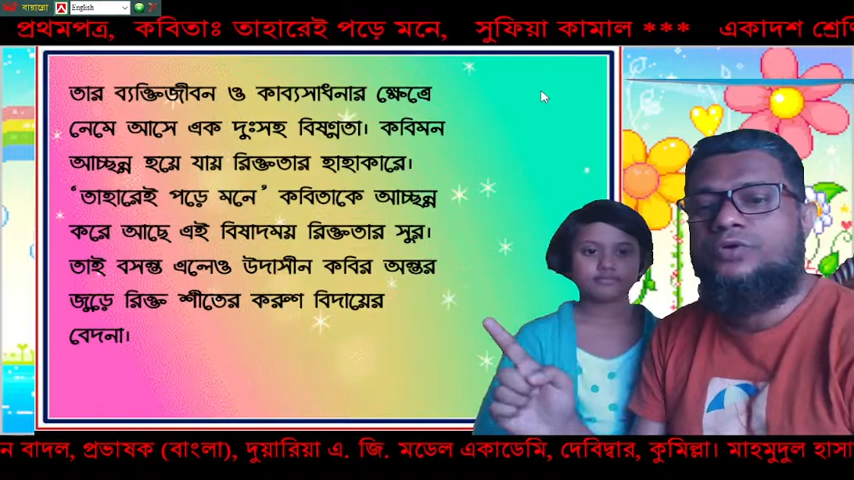 বায়ান্নো
English
প্রথমপত্র, কবিতাঃ তাহারেই পড়ে মনে, সুফিয়া কামাল *** একাদশ শ্রেণি
তার ব্যক্তিজীবন ও কাব্যসাধনার ক্ষেত্রে
নেমে আসে এক দুঃসহ বিষণ্নতা। কবিমন
আচ্ছন্ন হয়ে যায় রিক্ততার হাহাকারে।
‘তাহারেই পড়ে মনে’ কবিতাকে আচ্ছন্ন
করে আছে এই বিষাদময় রিক্ততার সুর।
তাই বসন্ত এলেও উদাসীন কবির অন্তর
জুড়ে রিক্ত শীতের করুণ বিদায়ের
বেদনা।
ন বাদল, প্রভাষক (বাংলা), দুয়ারিয়া এ. জি. মডেল একাডেমি, দেবিদ্বার, কুমিল্লা। মাহমুদুল হাসা